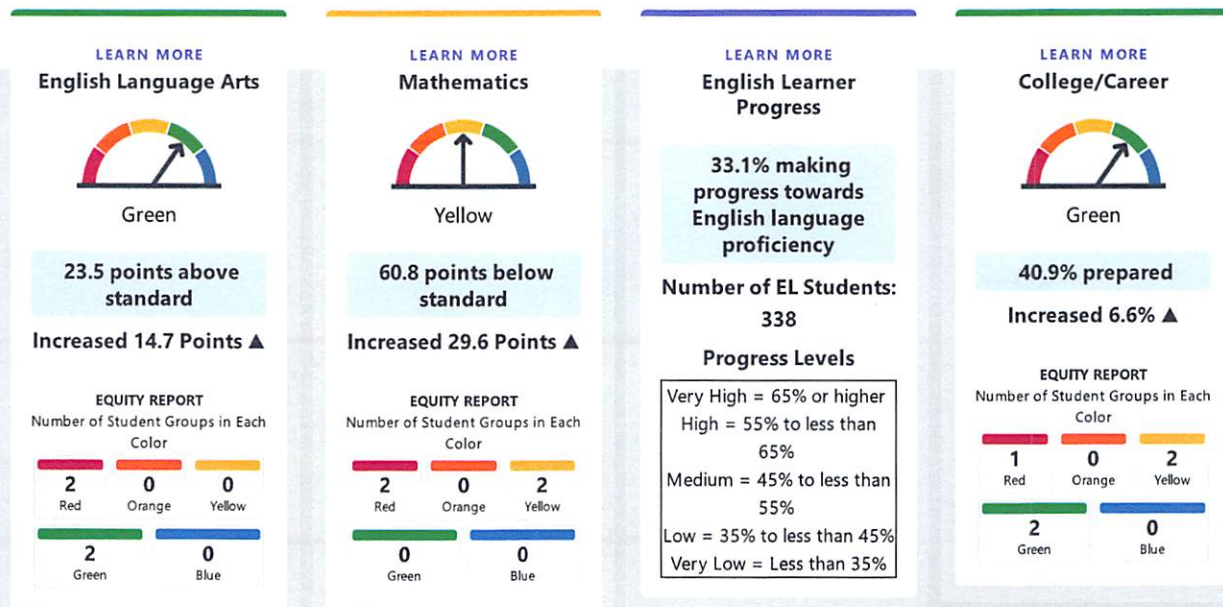 LEARN MORE
English Language Arts
Green
23.5 points above
standard
Increased 14.7 Points ▲
EQUITY REPORT
Number of Student Groups in Each
Color
2
Red
0
Orange
0
Yellow
2
Green
0
Blue
LEARN MORE
Mathematics
Yellow
60.8 points below
standard
Increased 29.6 Points ▲
EQUITY REPORT
Number of Student Groups in Each
Color
2
Red
0
Orange
2
Yellow
0
Green
0
Blue
LEARN MORE
English Learner
Progress
33.1% making
progress towards
English language
proficiency
Number of EL Students:
338
Progress Levels
Very High = 65% or higher
High = 55% to less than
65%
Medium = 45% to less than
55%
Low = 35% to less than 45%
Very Low = Less than 35%
LEARN MORE
College/Career
Green
40.9% prepared
Increased 6.6% ▲
EQUITY REPORT
Number of Student Groups in Each
Color
1
Red
0
Orange
2
Yellow
2
Green
0
Blue